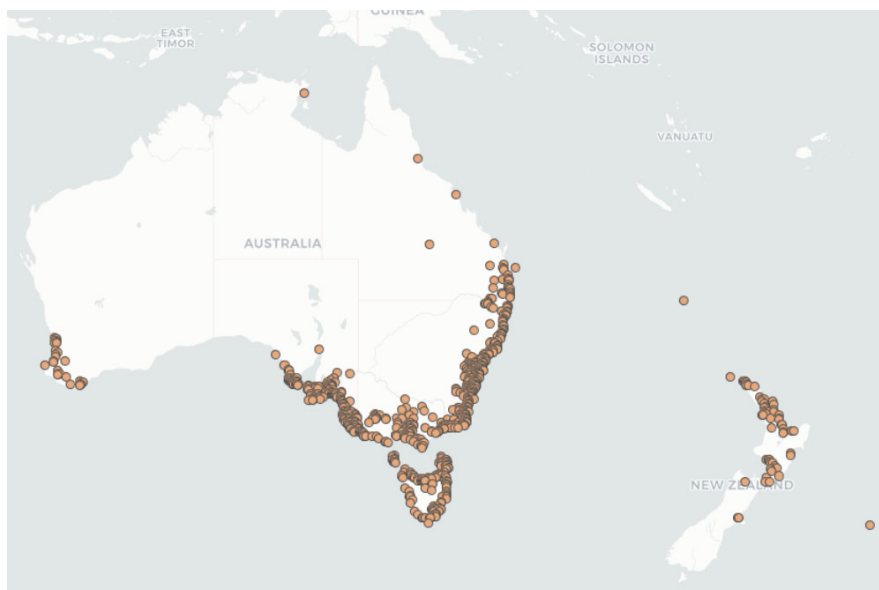 GUINEA
EAST
TIMOR
SOLOMON
ISLANDS
VANUATU
AUSTRALIA
NEW ZEALAND